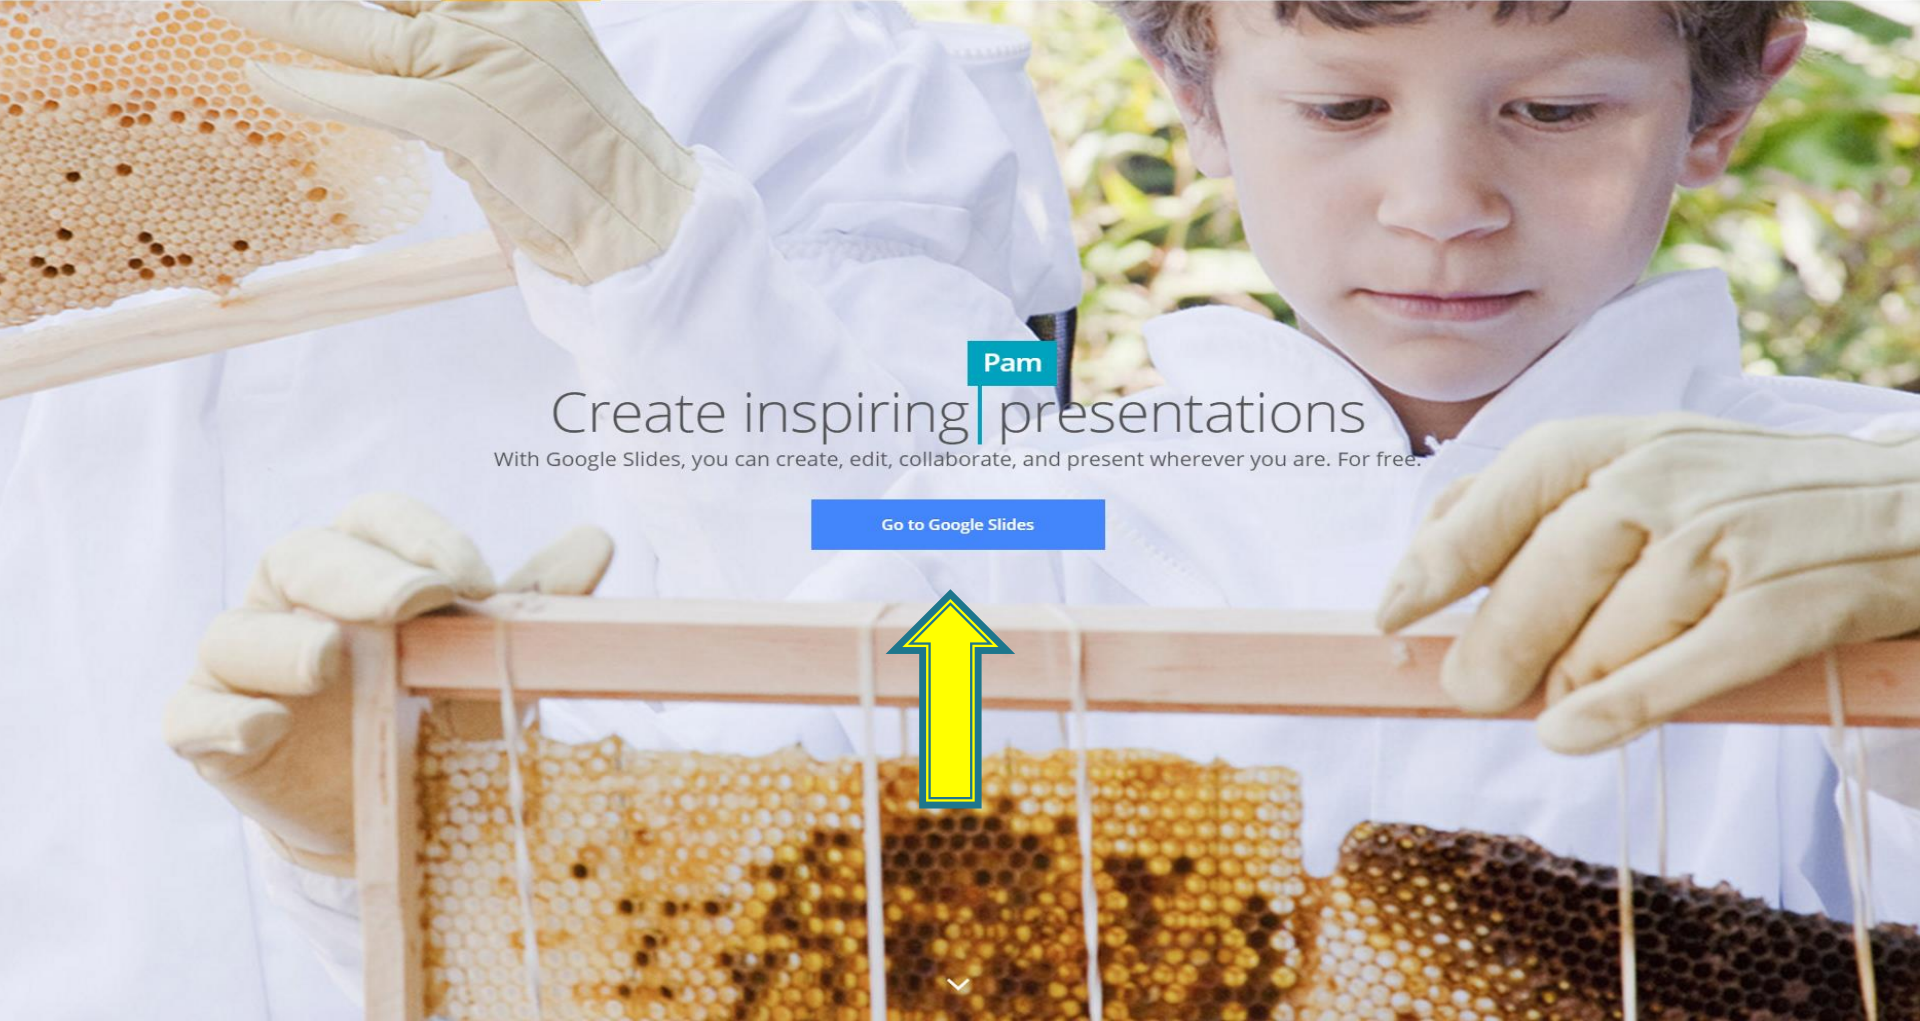 Pam
Create inspiring presentations
With Google Slides, you can create, edit, collaborate, and present wherever you are. For free.
Go to Google Slides